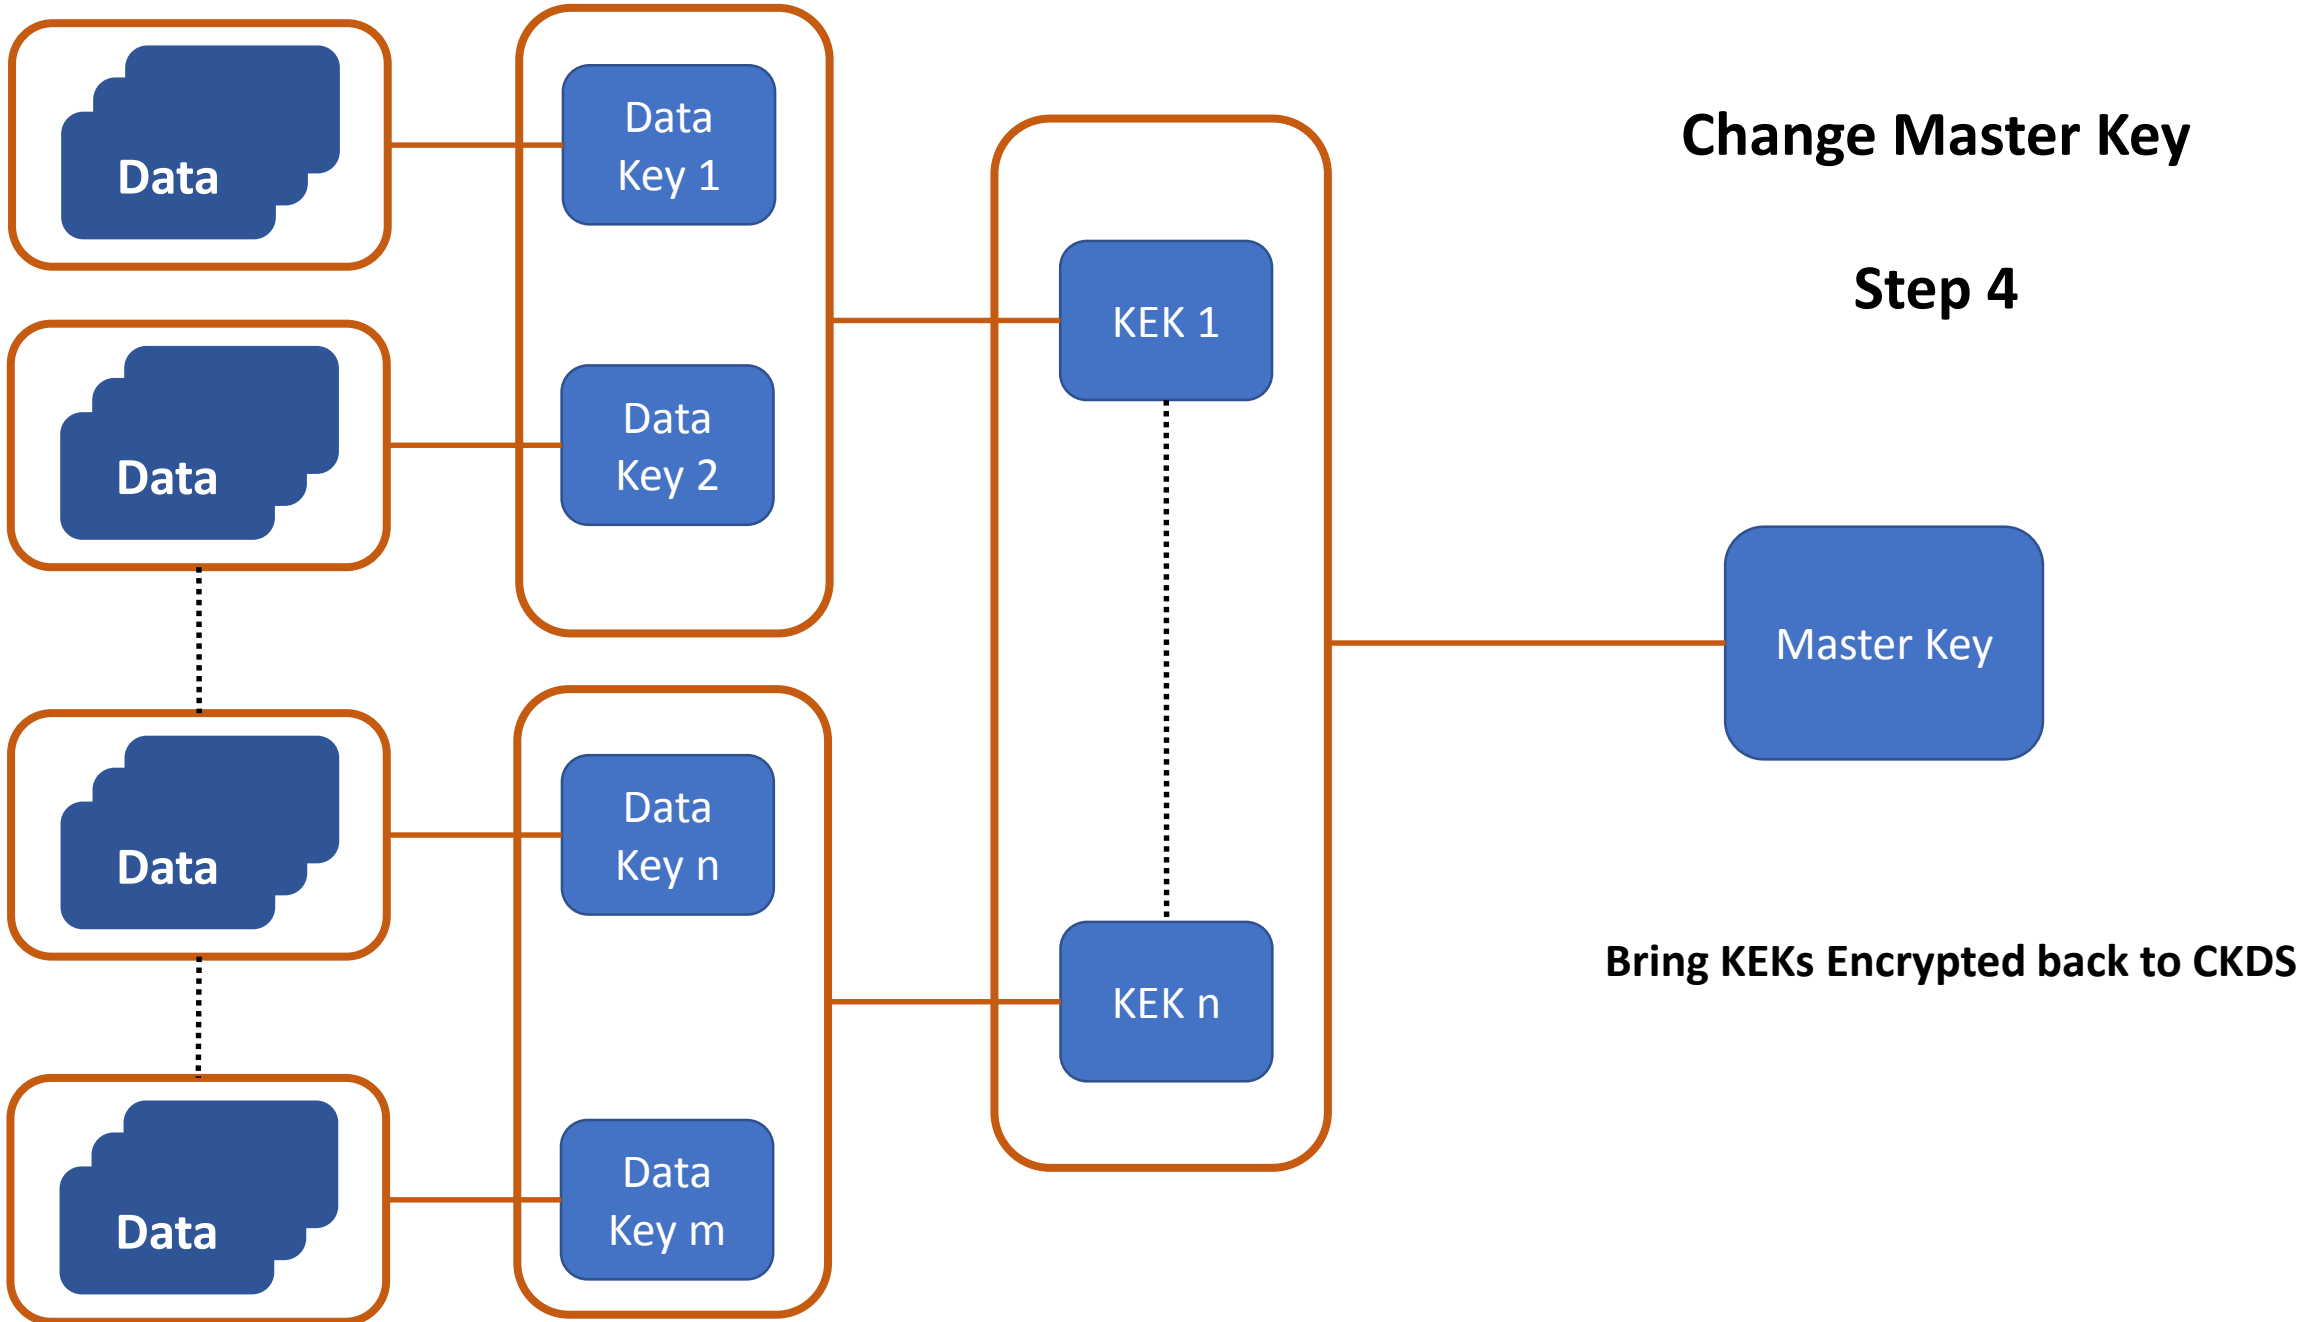 Change Master Key
Step 4
Data
Data
Key 1
Data
Data
Key 2
KEK 1
Master Key
Data
Data
Key n
KEK n
Bring KEKs Encrypted back to CKDS
Data
Data
Key m